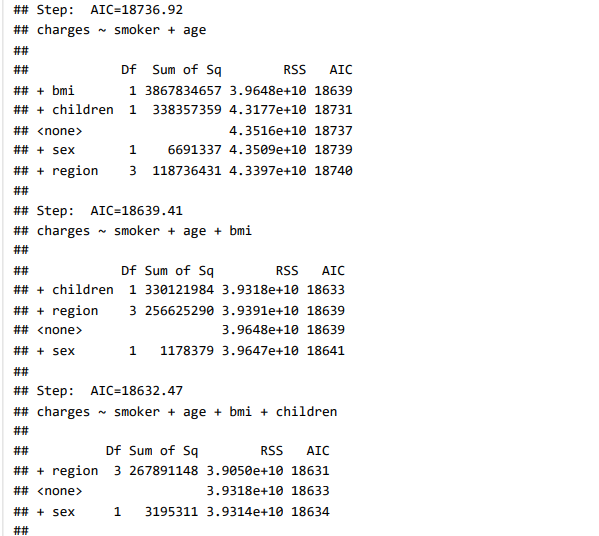 ## Step:  AIC=18736.92
## charges ~ smoker + age
##
##            Df  Sum of Sq        RSS   AIC
## + bmi       1 3867834657 3.9648e+10 18639
## + children  1  338357359 4.3177e+10 18731
## <none>                   4.3516e+10 18737
## + sex       1    6691337 4.3509e+10 18739
## + region    3  118736431 4.3397e+10 18740
##
## Step:  AIC=18639.41
## charges ~ smoker + age + bmi
##
##            Df Sum of Sq        RSS   AIC
## + children  1 330121984 3.9318e+10 18633
## + region    3 256625290 3.9391e+10 18639
## <none>                  3.9648e+10 18639
## + sex       1   1178379 3.9647e+10 18641
##
## Step:  AIC=18632.47
## charges ~ smoker + age + bmi + children
##
##          Df Sum of Sq        RSS   AIC
## + region  3 267891148 3.9050e+10 18631
## <none>                3.9318e+10 18633
## + sex     1   3195311 3.9314e+10 18634
##